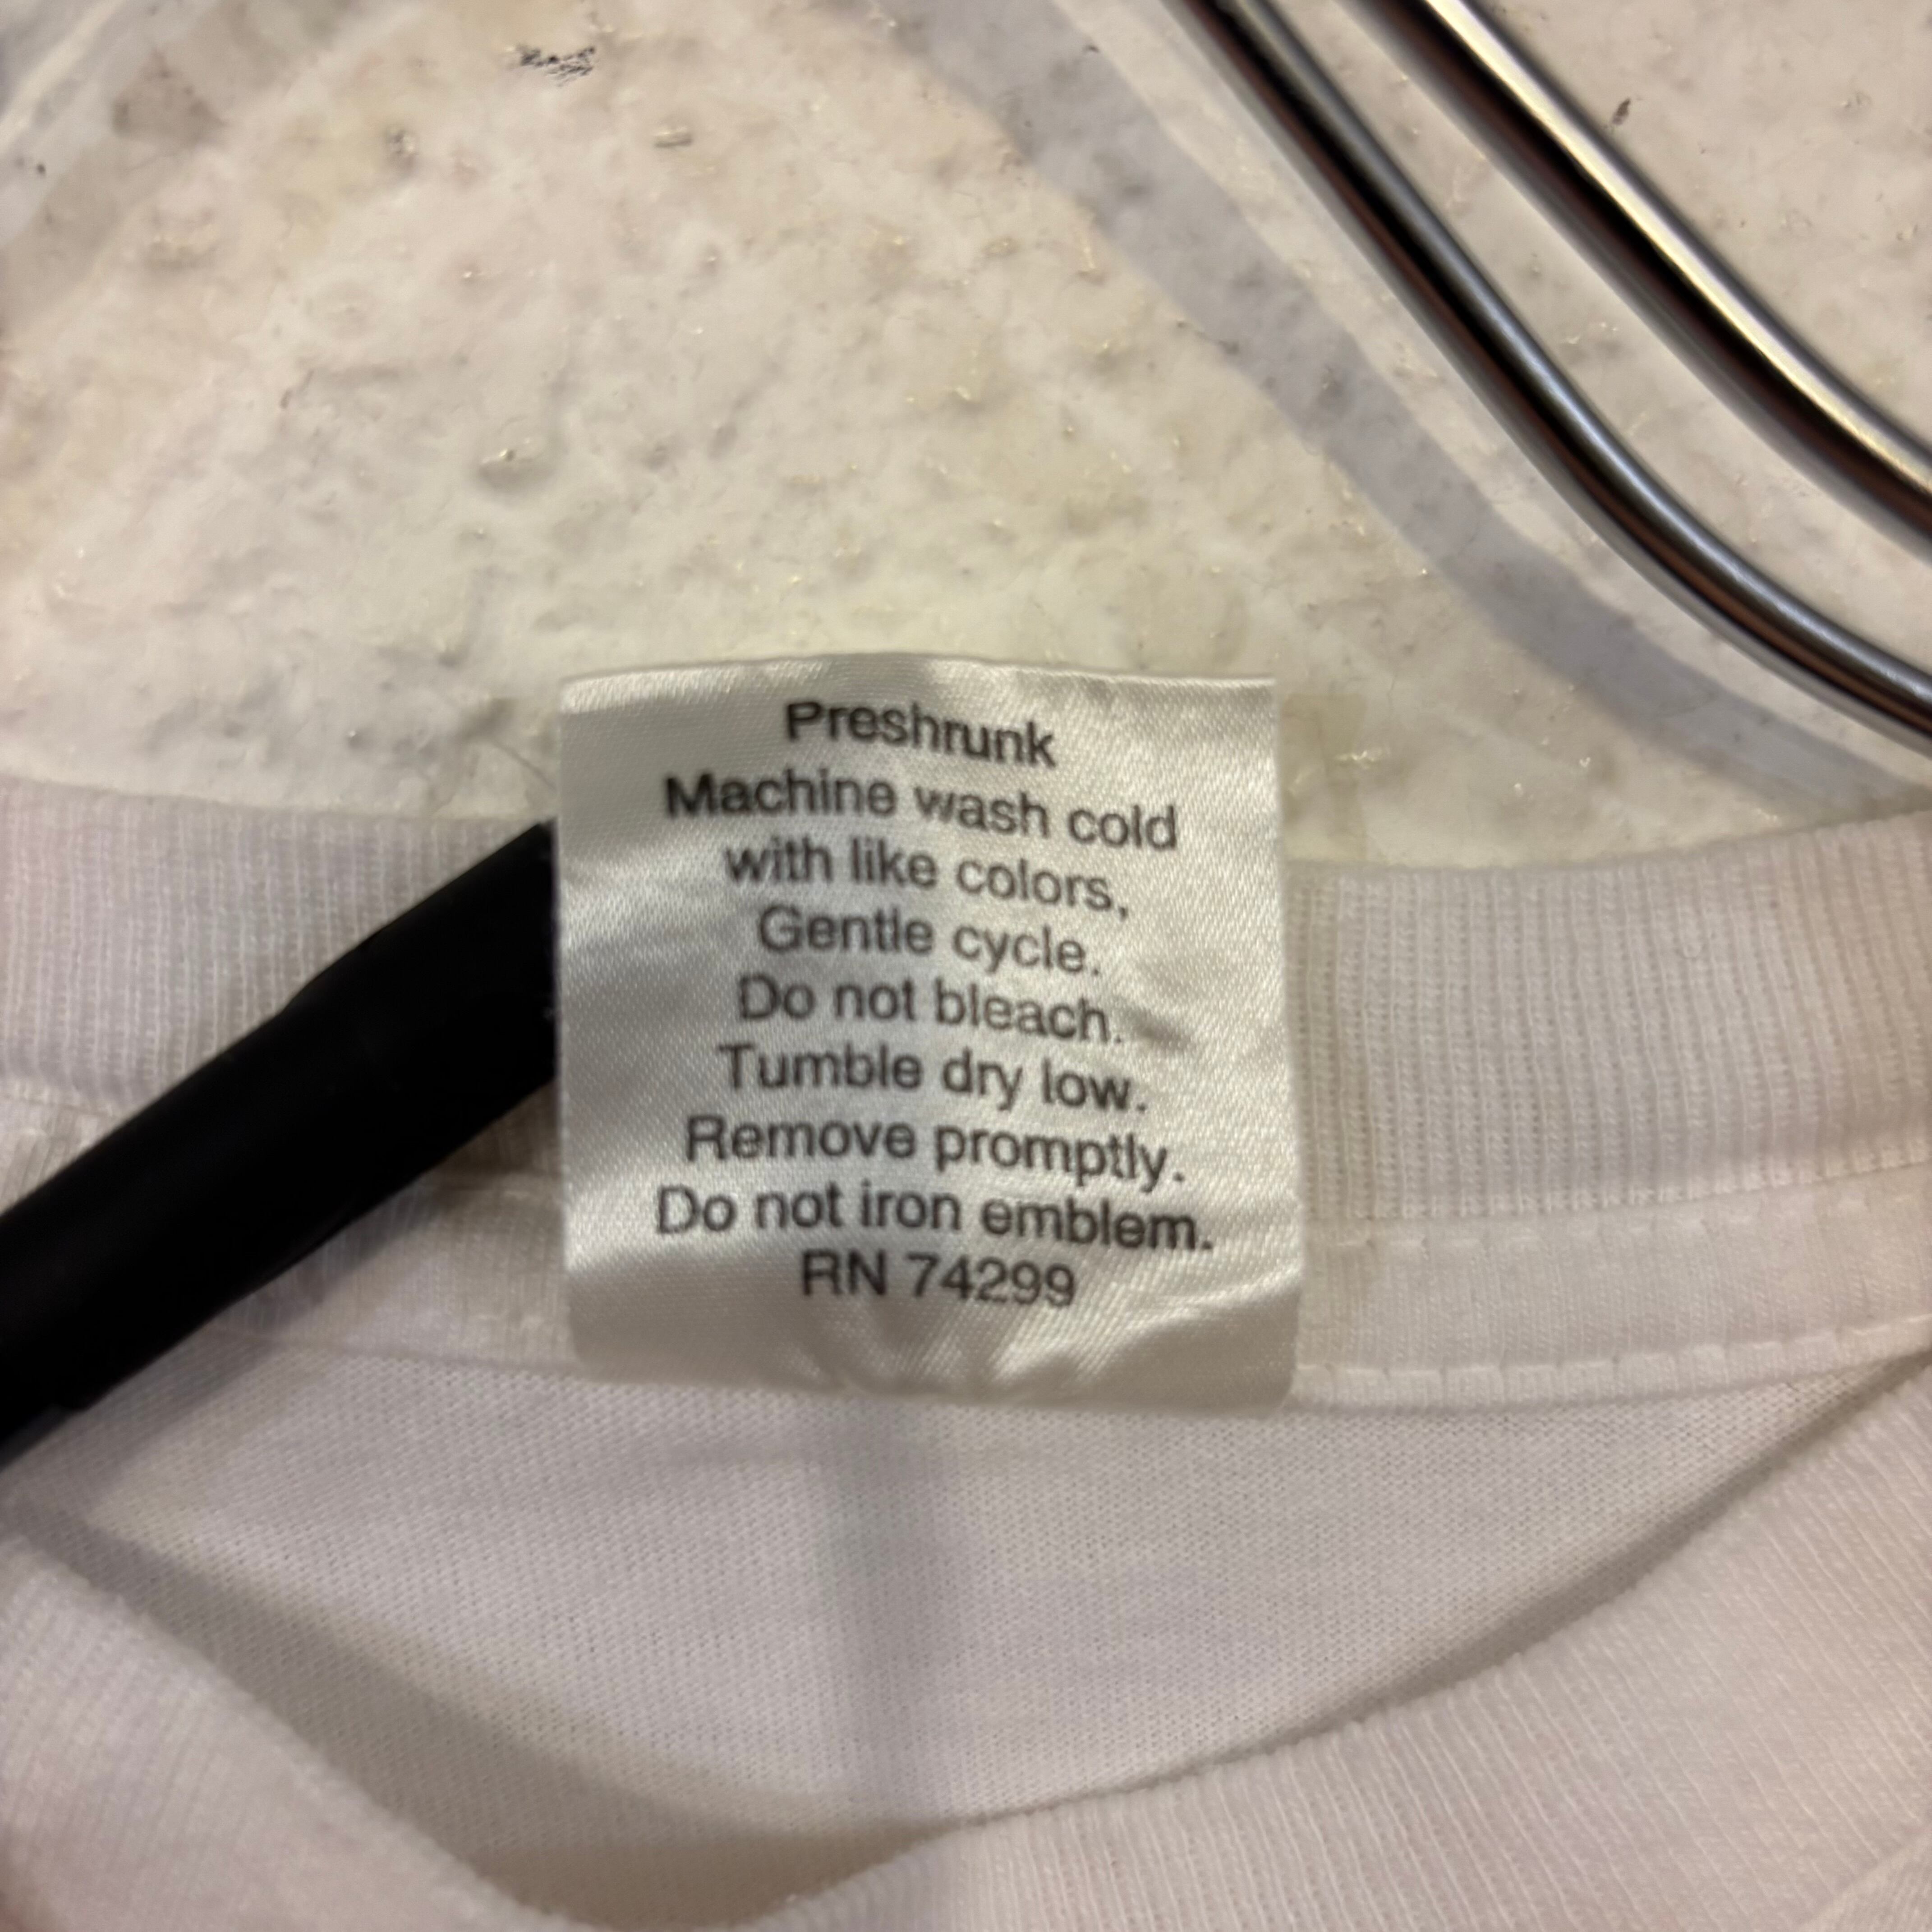 Preshrunk
Machine wash cold
with like colors,
Gentle cycle.
Do not bleach.
Tumble dry low.
Remove promptly.
Do not iron emblem.
RN 74299